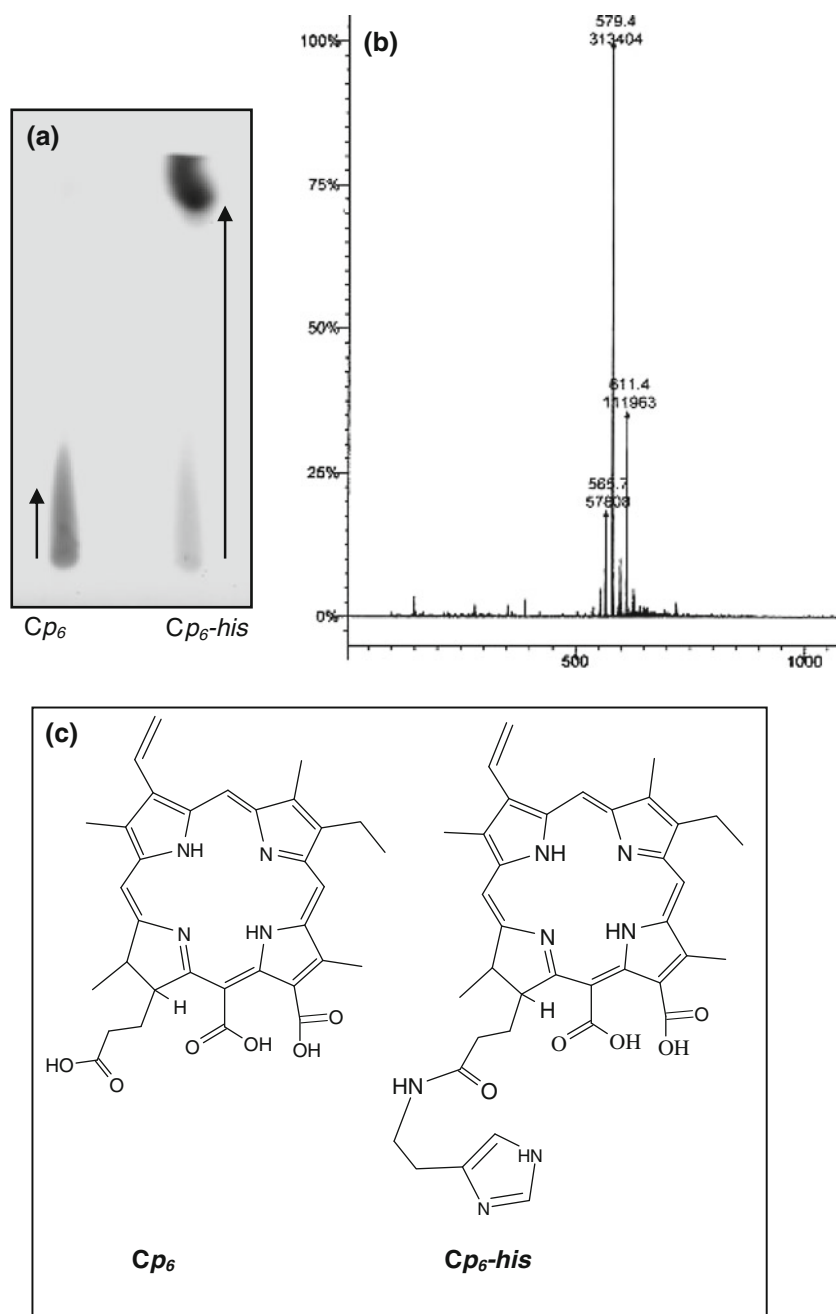 (a)
Cp6
Cp6-his
(b)
100%
75%
50%
25%
0%
579.4
313404
611.4
111963
565.7
57803
500
1000
(c)
NH
N
N
HN
H
O
OH
O
OH
HO
O
Cp6
NH
N
N
HN
H
O
OH
O
OH
HN
O
HN
N
Cp6-his